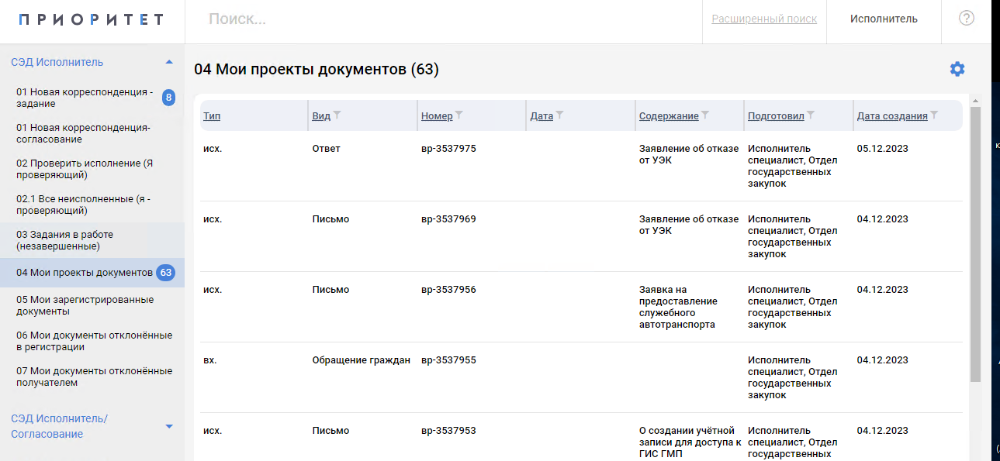 ПРИОРИТЕТ
Поиск...
Расширенный поиск
Исполнитель
?
СЭД Исполнитель
01 Новая корреспонденция -
задание
8
01 Новая корреспонденция-
согласование
02 Проверить исполнение (Я
проверяющий)
02.1 Все неисполненные (я -
проверяющий)
03 Задания в работе
(незавершенные)
04 Мои проекты документов 63
05 Мои зарегистрированные
документы
06 Мои документы отклонённые
в регистрации
07 Мои документы отклонённые
получателем
СЭД Исполнитель/
Согласование
04 Мои проекты документов (63)
Тип Вид Номер Дата Содержание Подготовил Дата создания
исх. Ответ вр-3537975 Заявление об отказе Исполнитель 05.12.2023
от УЭК специалист, Отдел
государственных
закупок
исх. Письмо вр-3537969 Заявление об отказе Исполнитель 04.12.2023
от УЭК специалист, Отдел
государственных
закупок
исх. Письмо вр-3537956 Заявка на Исполнитель 04.12.2023
предоставление специалист, Отдел
служебного государственных
автотранспорта закупок
вх. Обращение граждан вр-3537955 Исполнитель 04.12.2023
специалист, Отдел
государственных
закупок
исх. Письмо вр-3537953 О создании учётной Исполнитель 04.12.2023
записи для доступа к специалист, Отдел
ГИС ГМП государственных